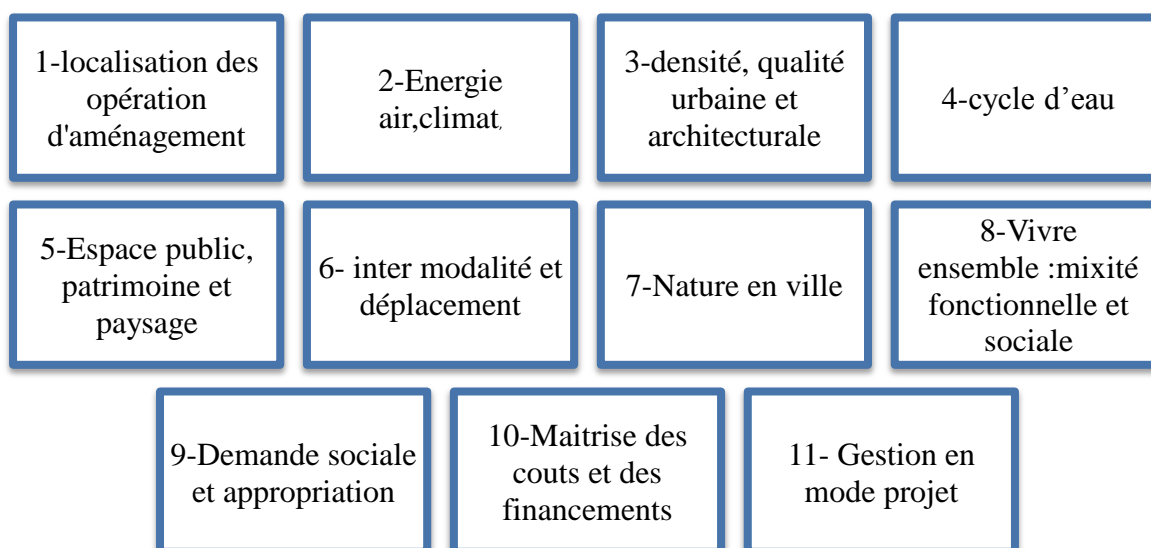 1-localisation des
opération
d'aménagement
2-Energie
air,climat,
3-densité, qualité
urbaine et
architecturale
4-cycle d’eau
5-Espace public,
patrimoine et
paysage
6- inter modalité et
déplacement
7-Nature en ville
8-Vivre
ensemble :mixité
fonctionnelle et
sociale
9-Demande sociale
et appropriation
10-Maitrise des
couts et des
financements
11- Gestion en
mode projet